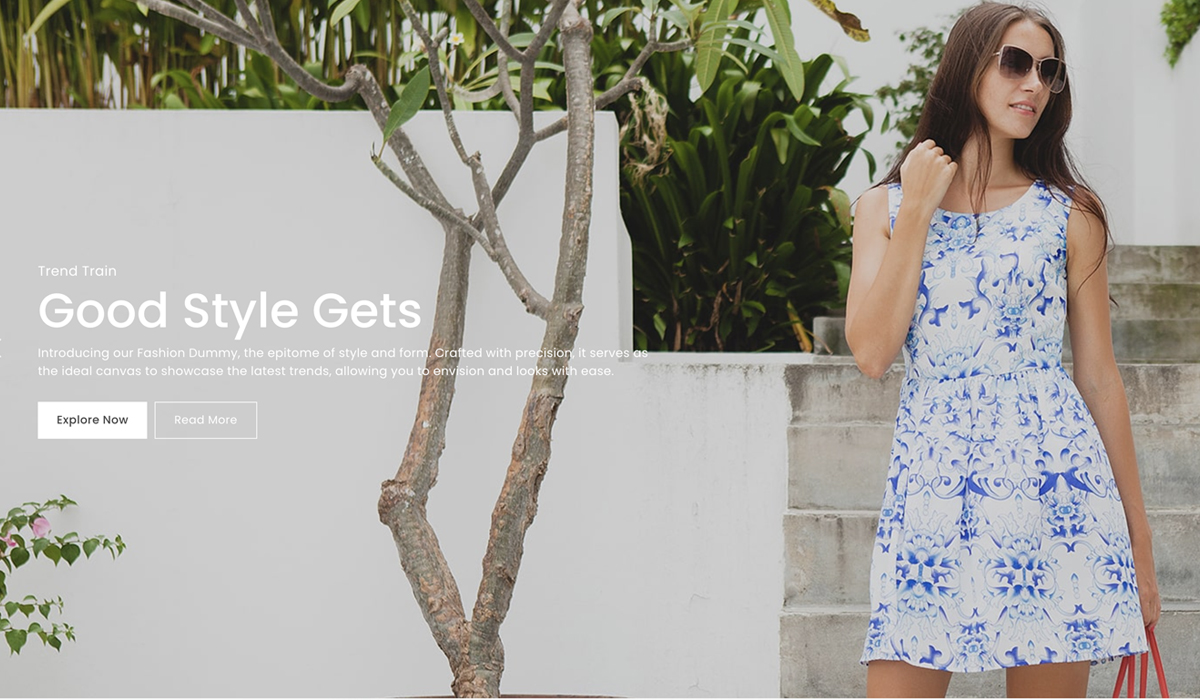 Trend Train
Good Style Gets
Introducing our Fashion Dummy, the epitome of style and form. Crafted with precision, it serves as
the ideal canvas to showcase the latest trends, allowing you to envision and looks with ease.
Explore Now
Read More